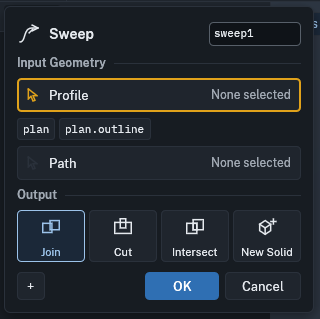 Sweep
sweep1
Input Geometry
Profile None selected
plan plan.outline
Path None selected
Output
Join Cut Intersect New Solid
+ OK Cancel